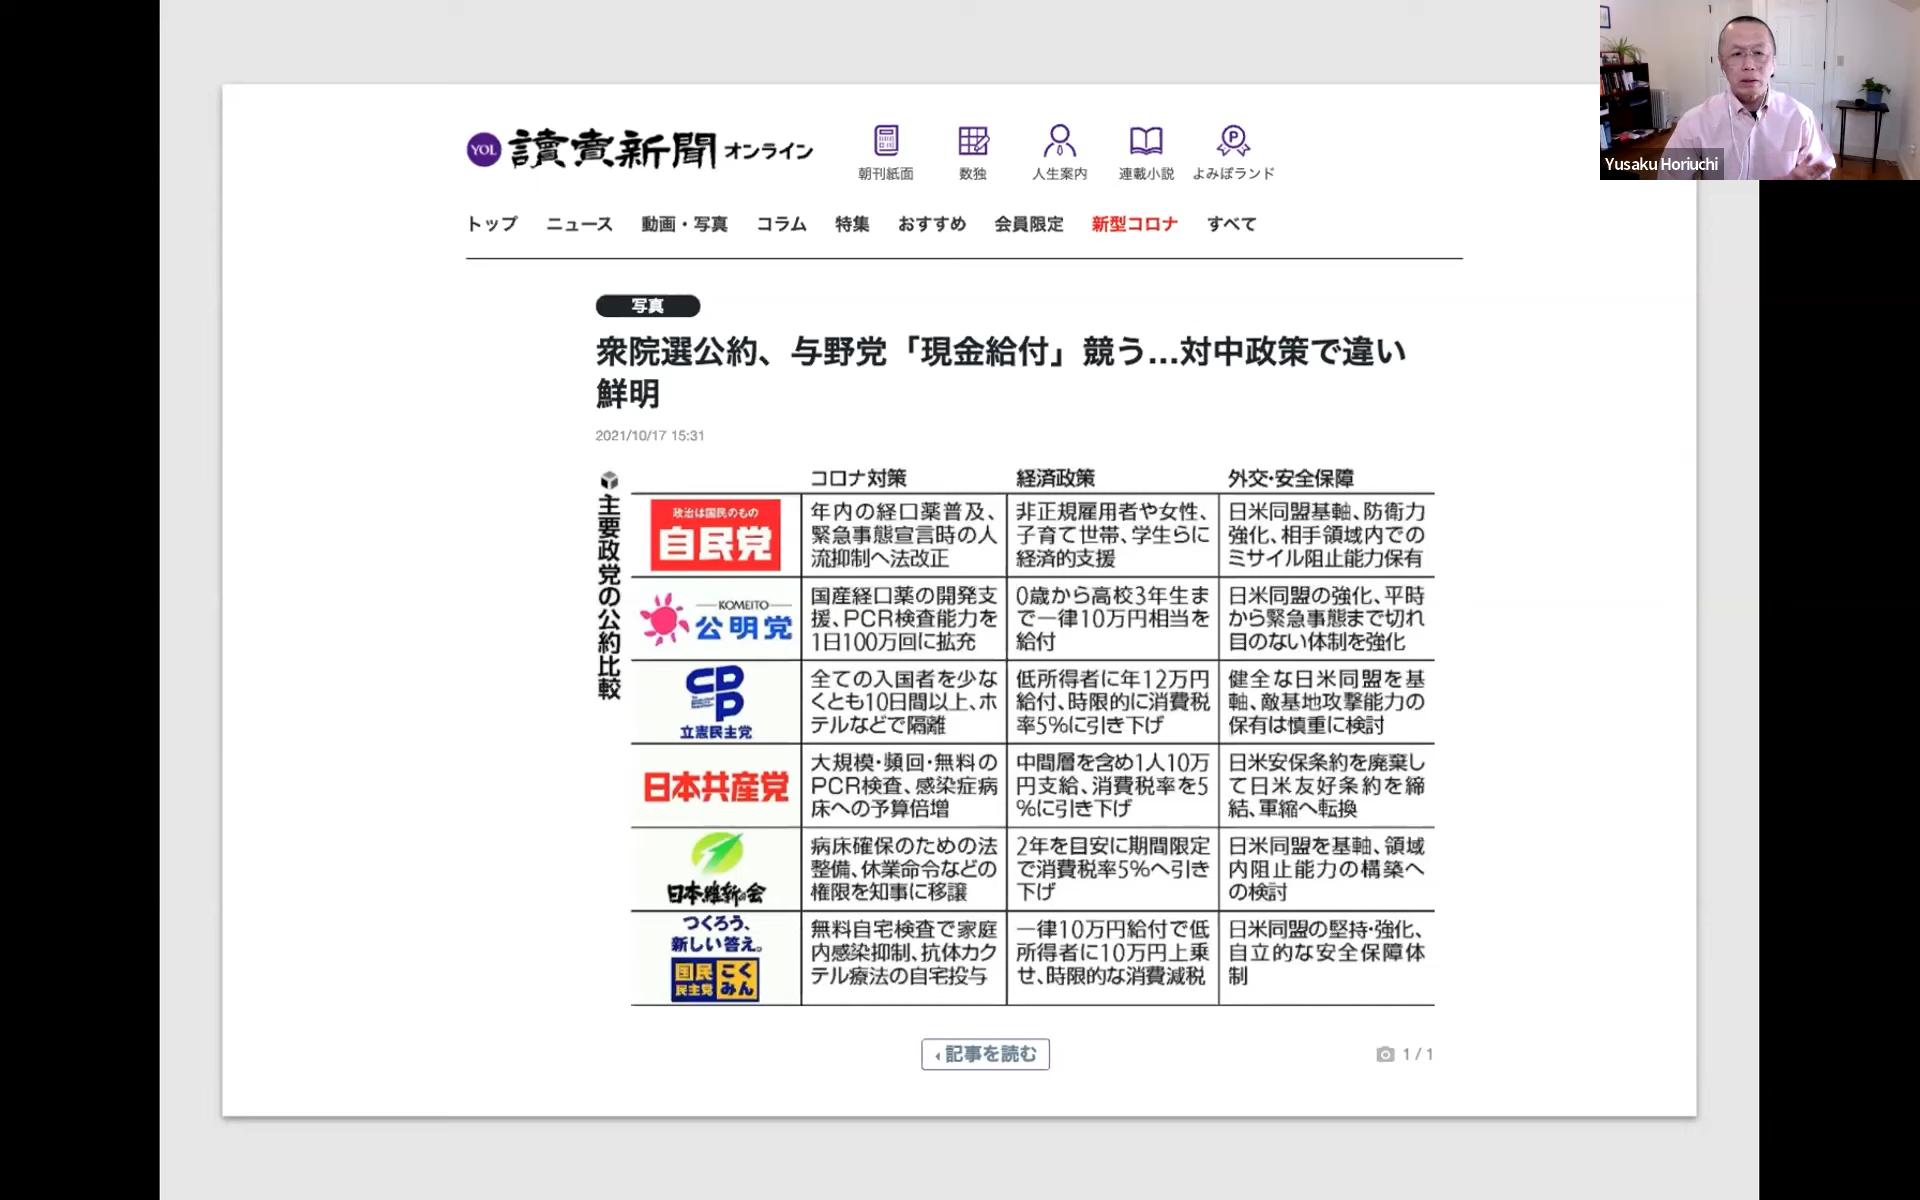 YOL 讀賣新聞 オンライン
朝刊紙面 数独 人生案内 連載小説 よみぽランド
Yusaku Horiuchi
トップ ニュース 動画・写真 コラム 特集 おすすめ 会員限定 新型コロナ すべて
写真
衆院選公約、与野党「現金給付」競う…対中政策で違い
鮮明
2021/10/17 15:31
主要政党の公約比較
コロナ対策 経済政策 外交・安全保障
政治は国民のもの
自民党
年内の経口薬普及、
緊急事態宣言時の人
流抑制へ法改正
非正規雇用者や女性、
子育て世帯、学生らに
経済的支援
日米同盟基軸、防衛力
強化、相手領域内での
ミサイル阻止能力保有
KOMEITO
公明党
国産経口薬の開発支
援、PCR検査能力を
1日100万回に拡充
0歳から高校3年生ま
で一律10万円相当を
給付
日米同盟の強化、平時
から緊急事態まで切れ
目のない体制を強化
CDP
立憲民主党
全ての入国者を少な
くとも10日間以上、ホ
テルなどで隔離
低所得者に年12万円
給付、時限的に消費税
率5%に引き下げ
健全な日米同盟を基
軸、敵基地攻撃能力の
保有は慎重に検討
日本共産党
大規模・頻回・無料の
PCR検査、感染症病
床への予算倍増
中間層を含め1人10万
円支給、消費税率を5
%に引き下げ
日米安保条約を廃棄し
て日米友好条約を締
結、軍縮へ転換
日本維新の会
病床確保のための法
整備、休業命令などの
権限を知事に移譲
2年を目安に期間限定
で消費税率5%へ引き
下げ
日米同盟を基軸、領域
内阻止能力の構築へ
の検討
つくろう、
新しい答え。
国民
民主党
こく
みん
無料自宅検査で家庭
内感染抑制、抗体カク
テル療法の自宅投与
一律10万円給付で低
所得者に10万円上乗
せ、時限的な消費減税
日米同盟の堅持・強化、
自立的な安全保障体
制
記事を読む
1 / 1